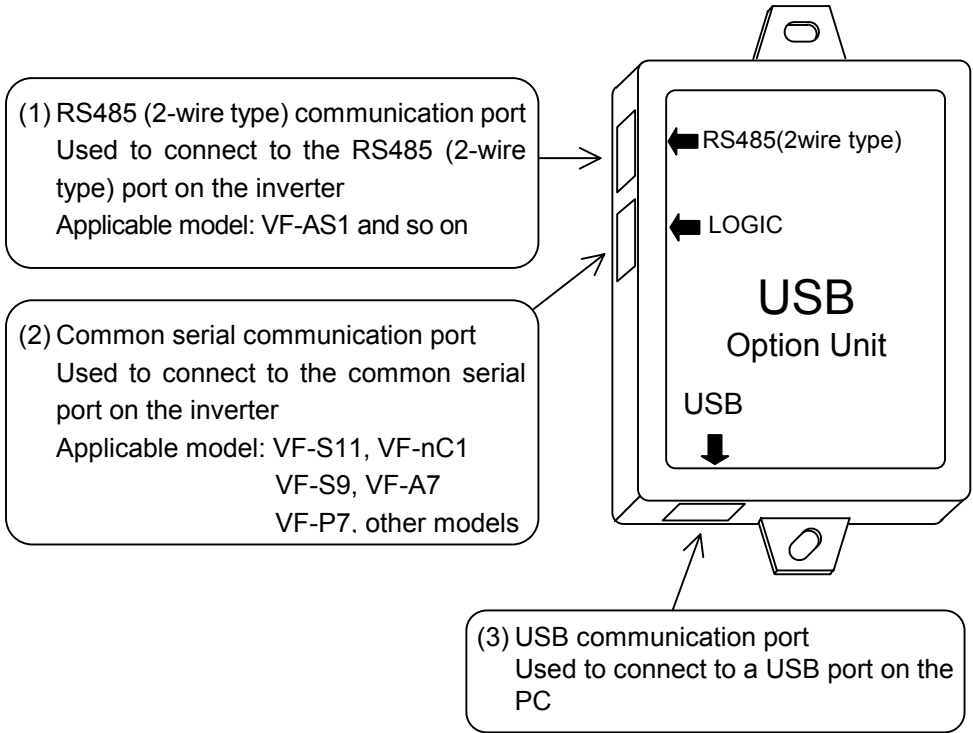 (1) RS485 (2-wire type) communication port
Used to connect to the RS485 (2-wire
type) port on the inverter
Applicable model: VF-AS1 and so on
(2) Common serial communication port
Used to connect to the common serial
port on the inverter
Applicable model: VF-S11, VF-nC1
VF-S9, VF-A7
VF-P7, other models
RS485(2wire type)
LOGIC
USB
Option Unit
USB
(3) USB communication port
Used to connect to a USB port on the
PC